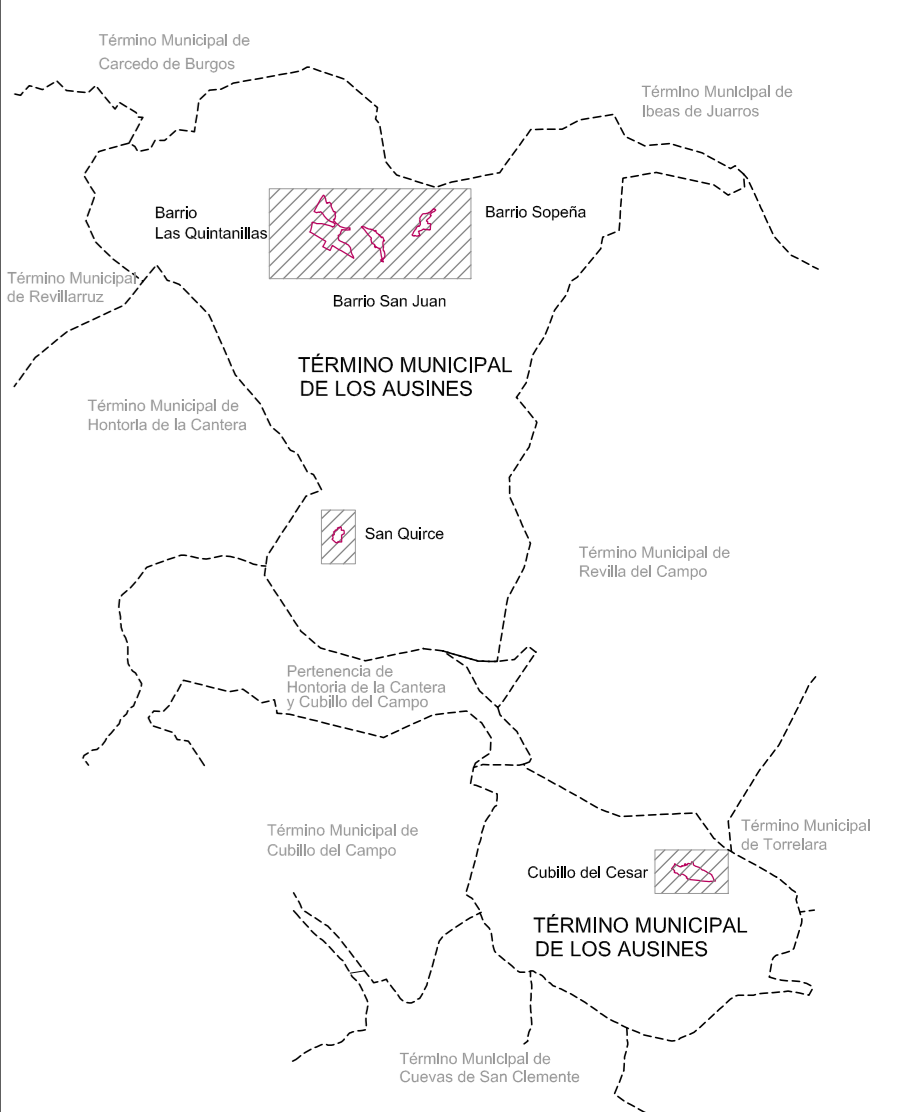 Término Municipal de
Carcedo de Burgos
Término Municipal de
Ibeas de Juarros
Barrio
Las Quintanillas
Barrio Sopeña
Término Municipal
de Revillarruz
Barrio San Juan
TÉRMINO MUNICIPAL
DE LOS AUSINES
Término Municipal de
Hontoria de la Cantera
San Quirce
Término Municipal de
Revilla del Campo
Pertenencia de
Hontoria de la Cantera
y Cubillo del Campo
Término Municipal de
Cubillo del Campo
Término Municipal
de Torrelara
Cubillo del Cesar
TÉRMINO MUNICIPAL
DE LOS AUSINES
Término Municipal de
Cuevas de San Clemente